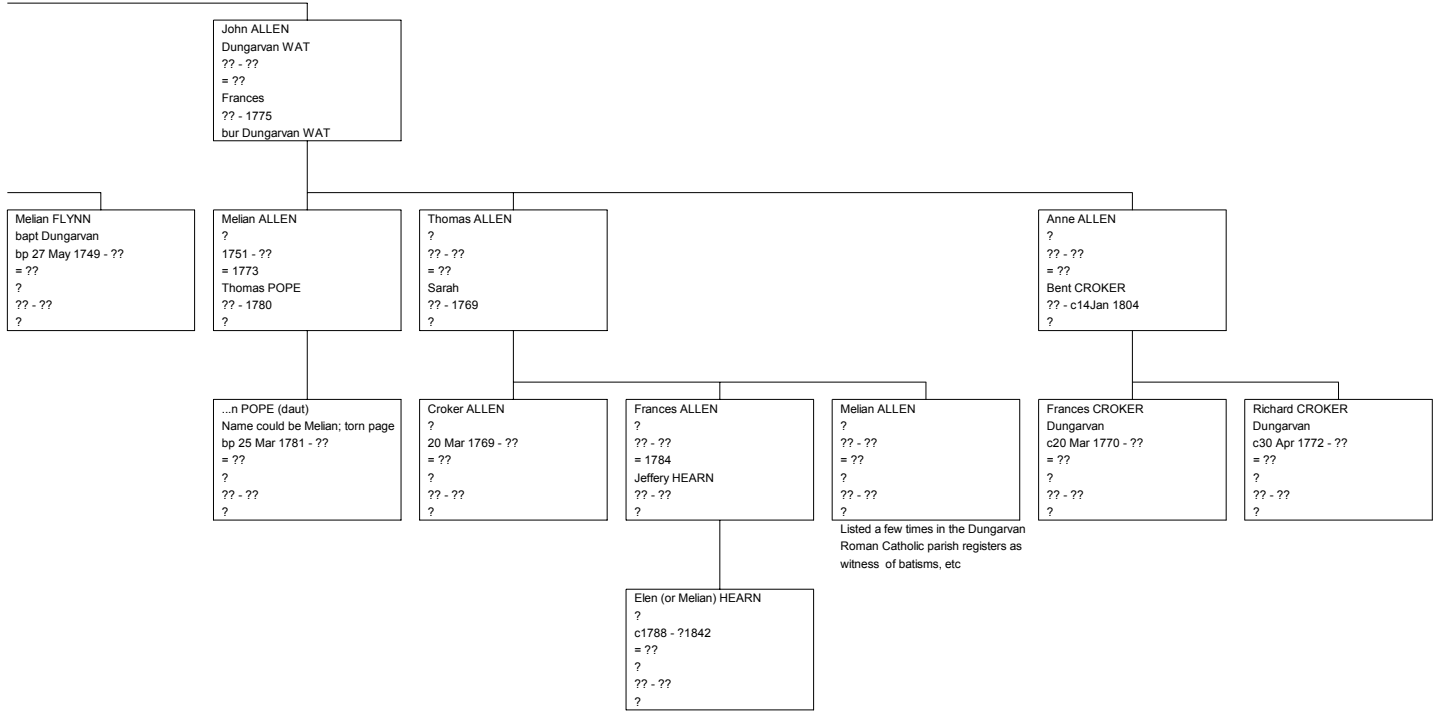 John ALLEN
Dungarvan WAT
?? - ??
= ??
Frances
?? - 1775
bur Dungarvan WAT
Melian FLYNN
bapt Dungarvan
bp 27 May 1749 - ??
= ??
?
?? - ??
?
Melian ALLEN
?
1751 - ??
= 1773
Thomas POPE
?? - 1780
?
Thomas ALLEN
?
?? - ??
= ??
Sarah
?? - 1769
?
Anne ALLEN
?
?? - ??
= ??
Bent CROKER
?? - c14Jan 1804
?
...n POPE (daut)
Name could be Melian; torn page
bp 25 Mar 1781 - ??
= ??
?
?? - ??
?
Croker ALLEN
?
20 Mar 1769 - ??
= ??
?
?? - ??
?
Frances ALLEN
?
?? - ??
= 1784
Jeffery HEARN
?? - ??
?
Melian ALLEN
?
?? - ??
= ??
?
?? - ??
?
Listed a few times in the Dungarvan
Roman Catholic parish registers as
witness of batisms, etc
Frances CROKER
Dungarvan
c20 Mar 1770 - ??
= ??
?
?? - ??
?
Richard CROKER
Dungarvan
c30 Apr 1772 - ??
= ??
?
?? - ??
?
Elen (or Melian) HEARN
?
c1788 - ?1842
= ??
?
?? - ??
?